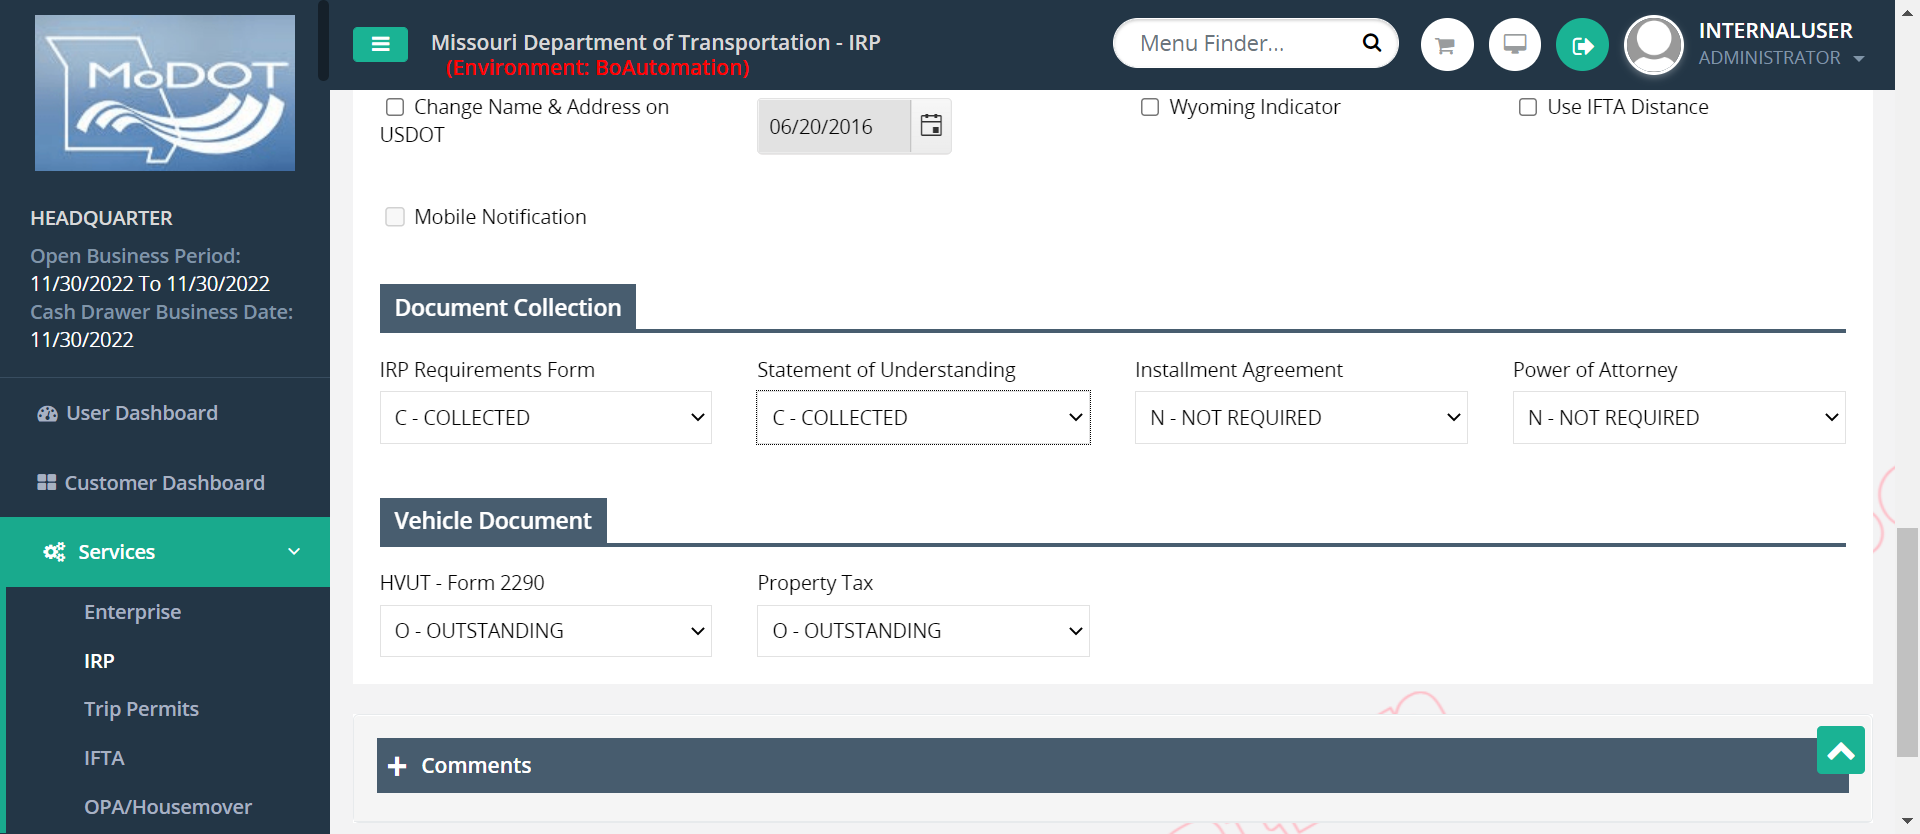 MoDOT
Missouri Department of Transportation - IRP
(Environment: BoAutomation)
Menu Finder...
INTERNALUSER
ADMINISTRATOR
HEADQUARTER
Open Business Period:
11/30/2022 To 11/30/2022
Cash Drawer Business Date:
11/30/2022
User Dashboard
Customer Dashboard
Services
Enterprise
IRP
Trip Permits
IFTA
OPA/Housemover
Change Name & Address on
USDOT
06/20/2016
Wyoming Indicator
Use IFTA Distance
Mobile Notification
Document Collection
IRP Requirements Form
Statement of Understanding
Installment Agreement
Power of Attorney
C - COLLECTED
C - COLLECTED
N - NOT REQUIRED
N - NOT REQUIRED
Vehicle Document
HVUT - Form 2290
Property Tax
O - OUTSTANDING
O - OUTSTANDING
Comments